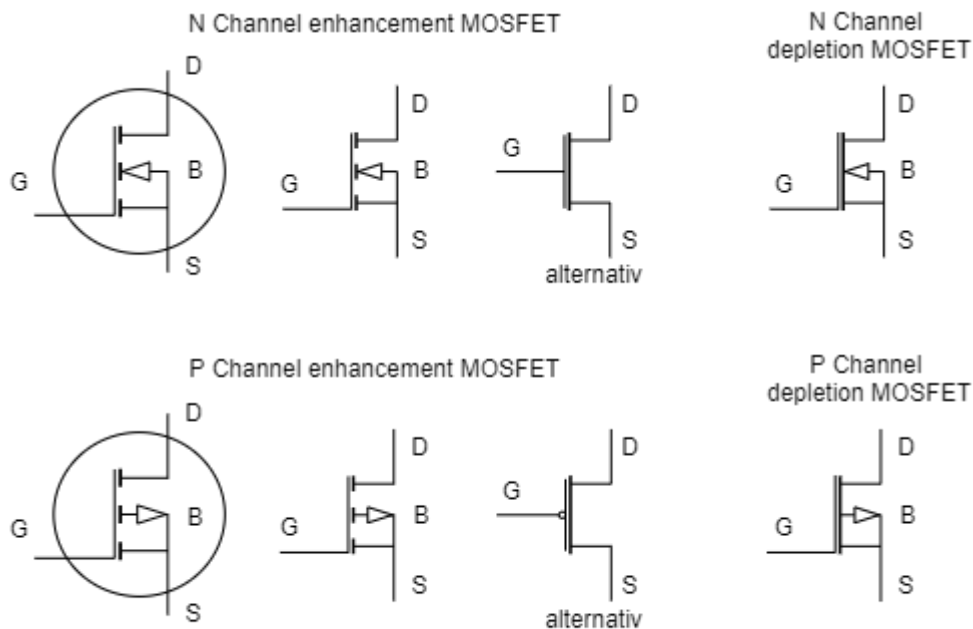 N Channel enhancement MOSFET
N Channel
depletion MOSFET
D
G
B
S
D
G
B
S
G
D
S
alternativ
D
G
B
S
P Channel enhancement MOSFET
P Channel
depletion MOSFET
D
G
B
S
D
G
B
S
G
D
S
alternativ
D
G
B
S